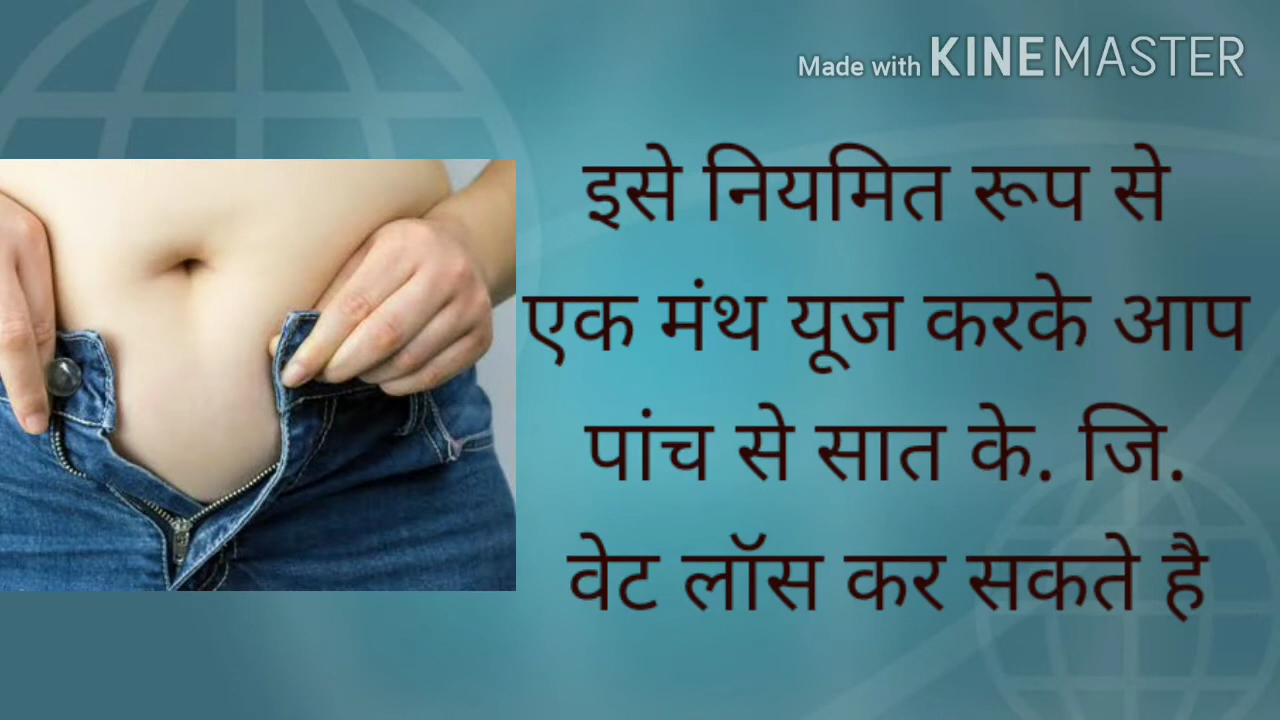 Made with KINEMASTER
इसे नियमित रूप से
एक मंथ यूज करके आप
पांच से सात के. जि.
वेट लॉस कर सकते है